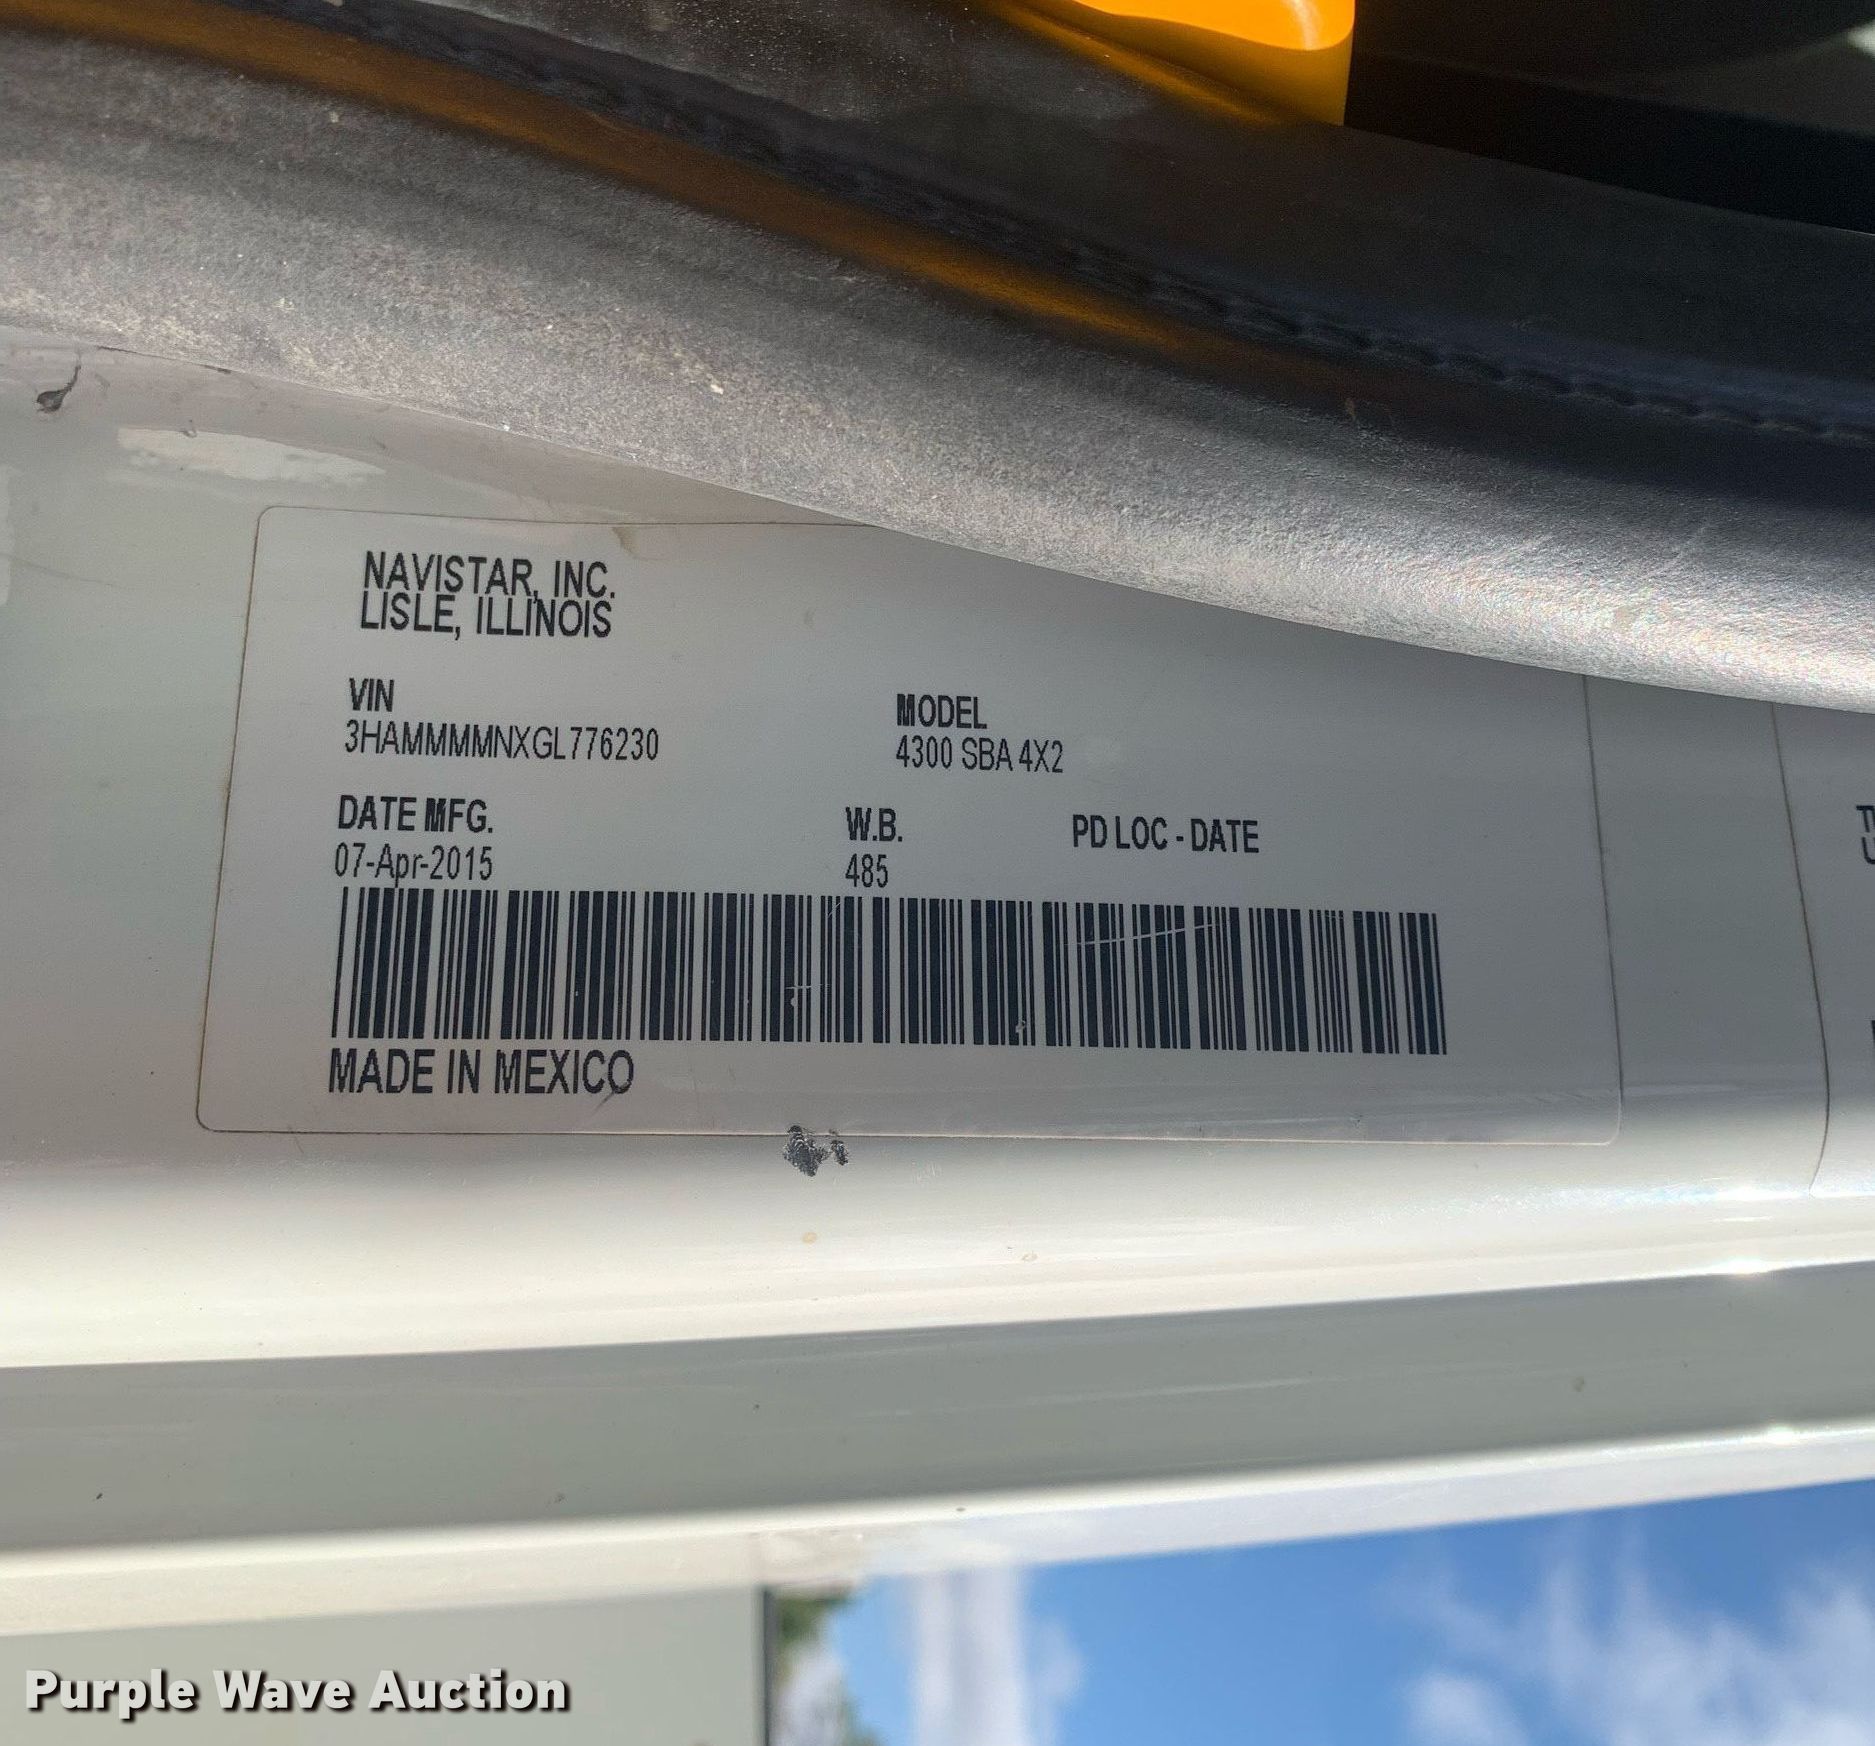 NAVISTAR, INC.
LISLE, ILLINOIS
VIN
3HAMMMMNXGL776230
MODEL
4300 SBA 4X2
DATE MFG.
07-Apr-2015
W.B.
485
PD LOC - DATE
MADE IN MEXICO
Purple Wave Auction